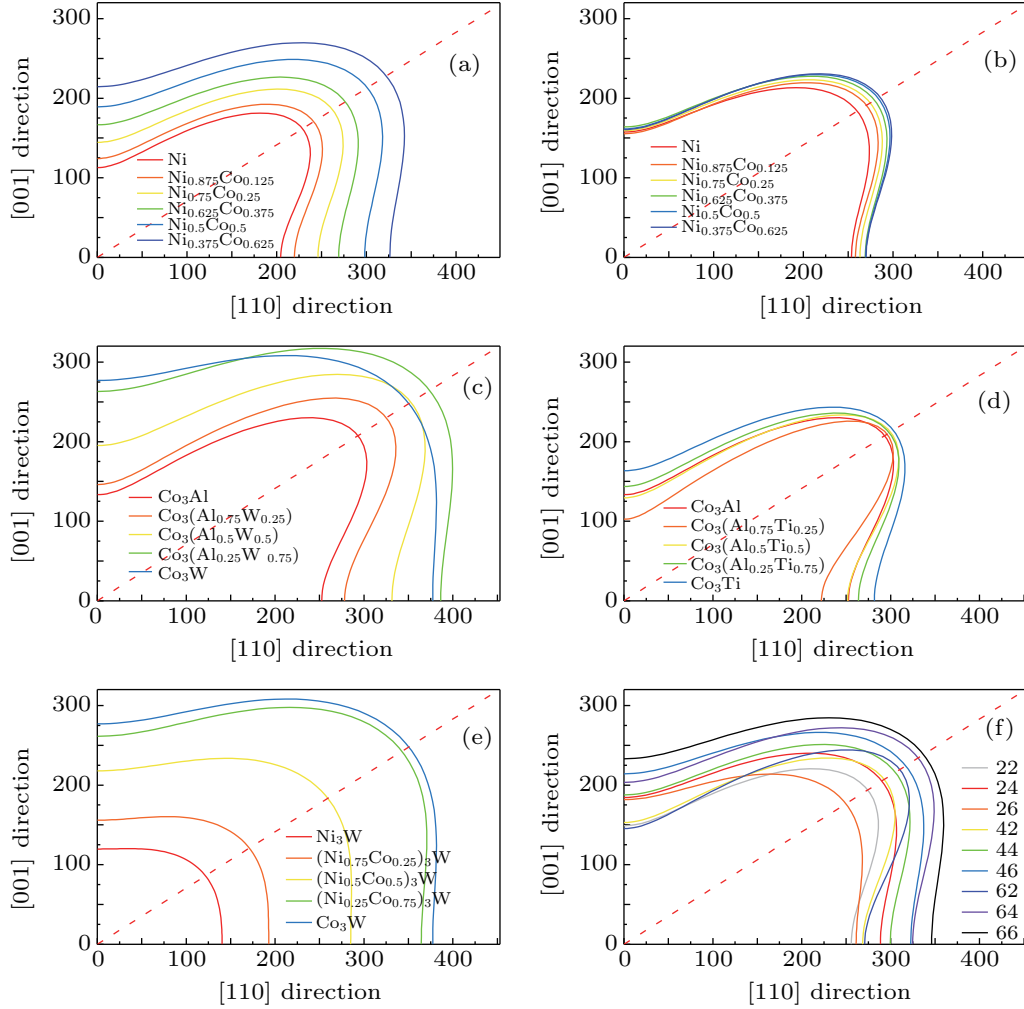 300
200
100
0
[001] direction
(a)
Ni
Ni0.875Co0.125
Ni0.75Co0.25
Ni0.625Co0.375
Ni0.5Co0.5
Ni0.375Co0.625
0 100 200 300 400
[110] direction
300
200
100
0
[001] direction
(b)
Ni
Ni0.875Co0.125
Ni0.75Co0.25
Ni0.625Co0.375
Ni0.5Co0.5
Ni0.375Co0.625
0 100 200 300 400
[110] direction
300
200
100
0
[001] direction
(c)
Co3Al
Co3(Al0.75W0.25)
Co3(Al0.5W0.5)
Co3(Al0.25W 0.75)
Co3W
0 100 200 300 400
[110] direction
300
200
100
0
[001] direction
(d)
Co3Al
Co3(Al0.75Ti0.25)
Co3(Al0.5Ti0.5)
Co3(Al0.25Ti0.75)
Co3Ti
0 100 200 300 400
[110] direction
300
200
100
0
[001] direction
(e)
Ni3W
(Ni0.75Co0.25)3W
(Ni0.5Co0.5)3W
(Ni0.25Co0.75)3W
Co3W
0 100 200 300 400
[110] direction
300
200
100
0
[001] direction
(f)
22
24
26
42
44
46
62
64
66
0 100 200 300 400
[110] direction